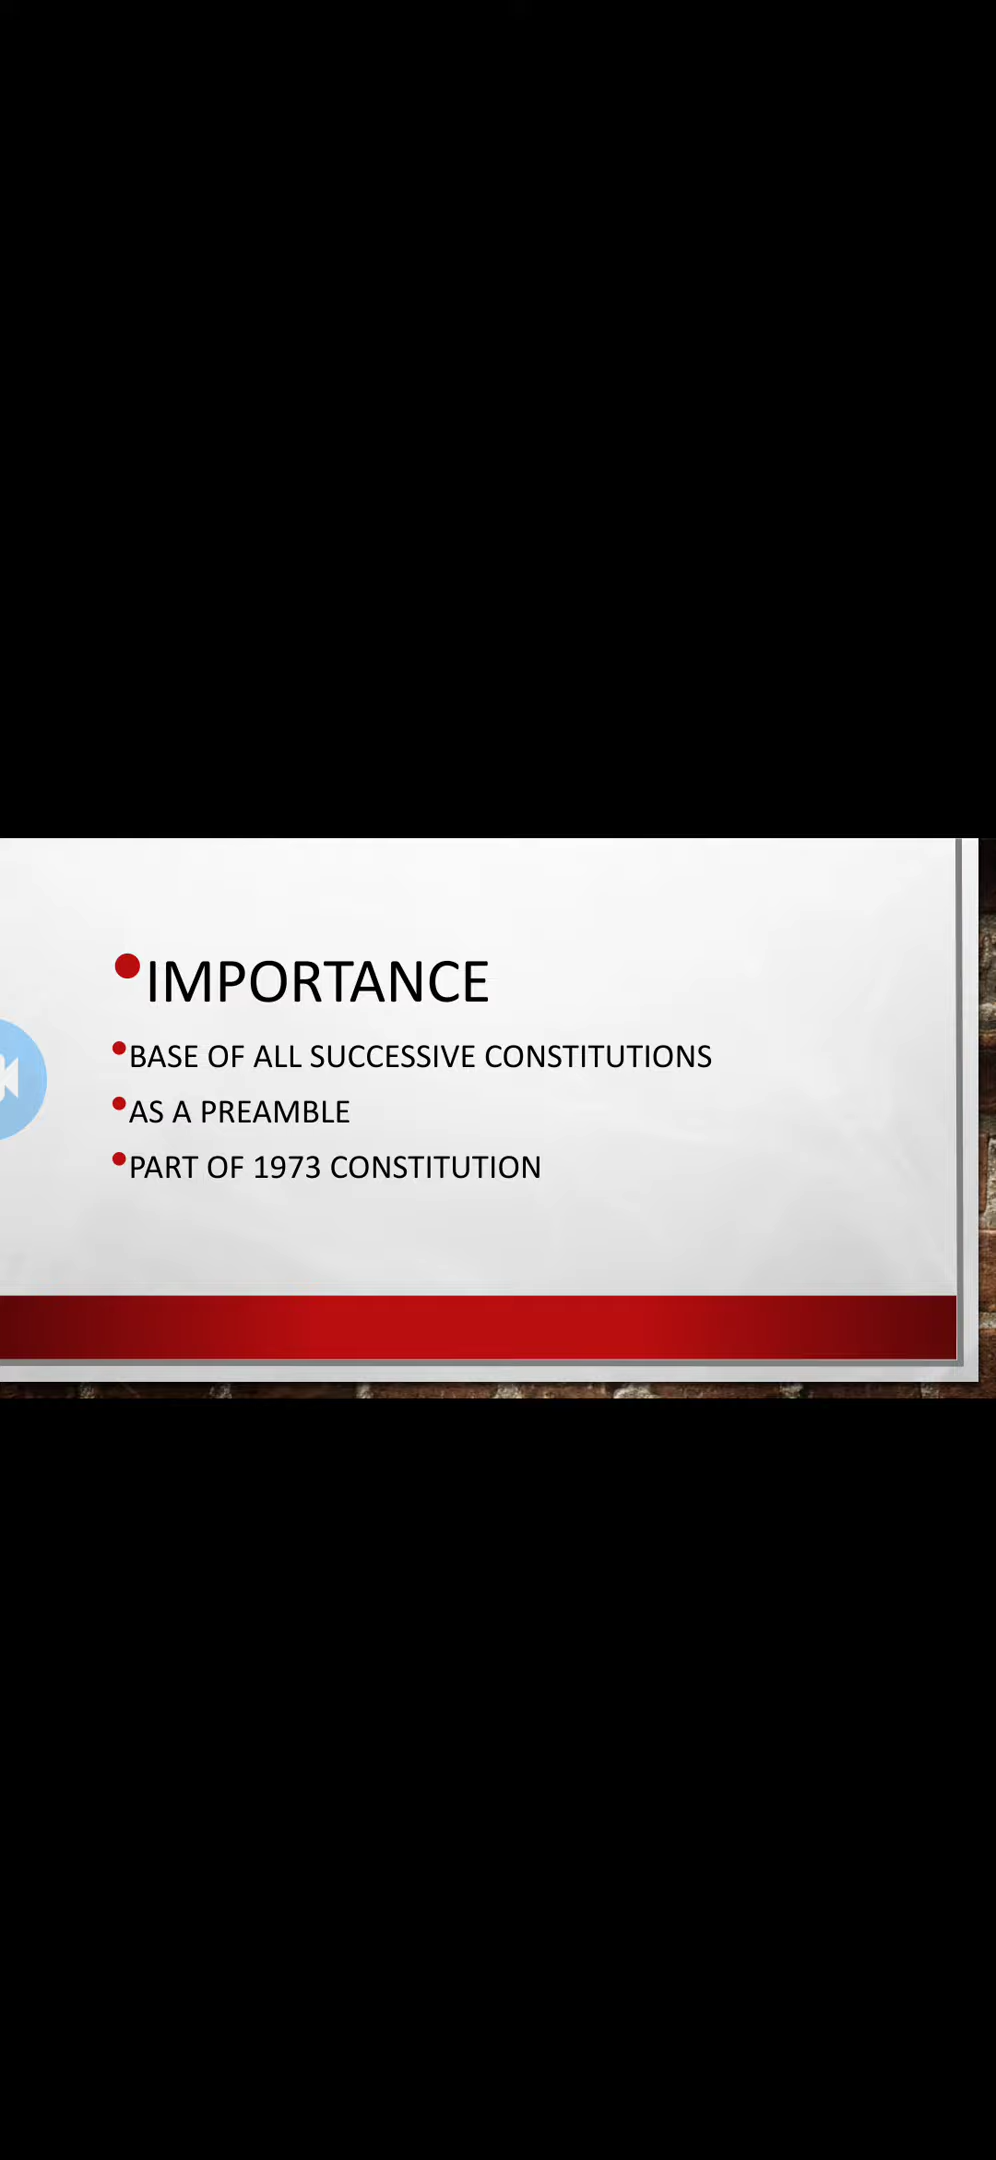 •IMPORTANCE
•BASE OF ALL SUCCESSIVE CONSTITUTIONS
•AS A PREAMBLE
•PART OF 1973 CONSTITUTION